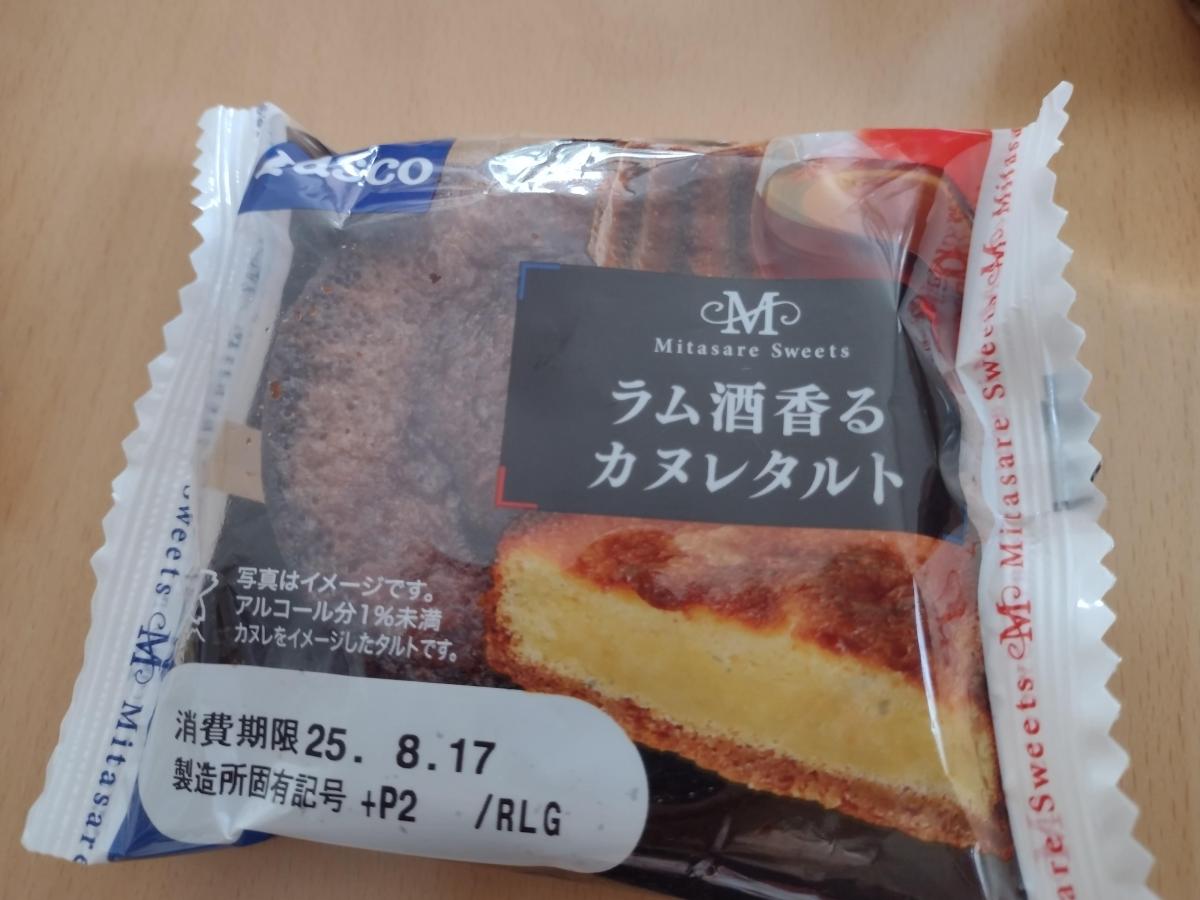 Pasco
M
Mitasare Sweets
ラム酒香る
カヌレタルト
写真はイメージです。
アルコール分1%未満
カヌレをイメージしたタルトです。
消費期限 25. 8.17
製造所固有記号 +P2 /RLG
Sweets M Mitasare
Sweets M Mitasare Sweets M Mitasare